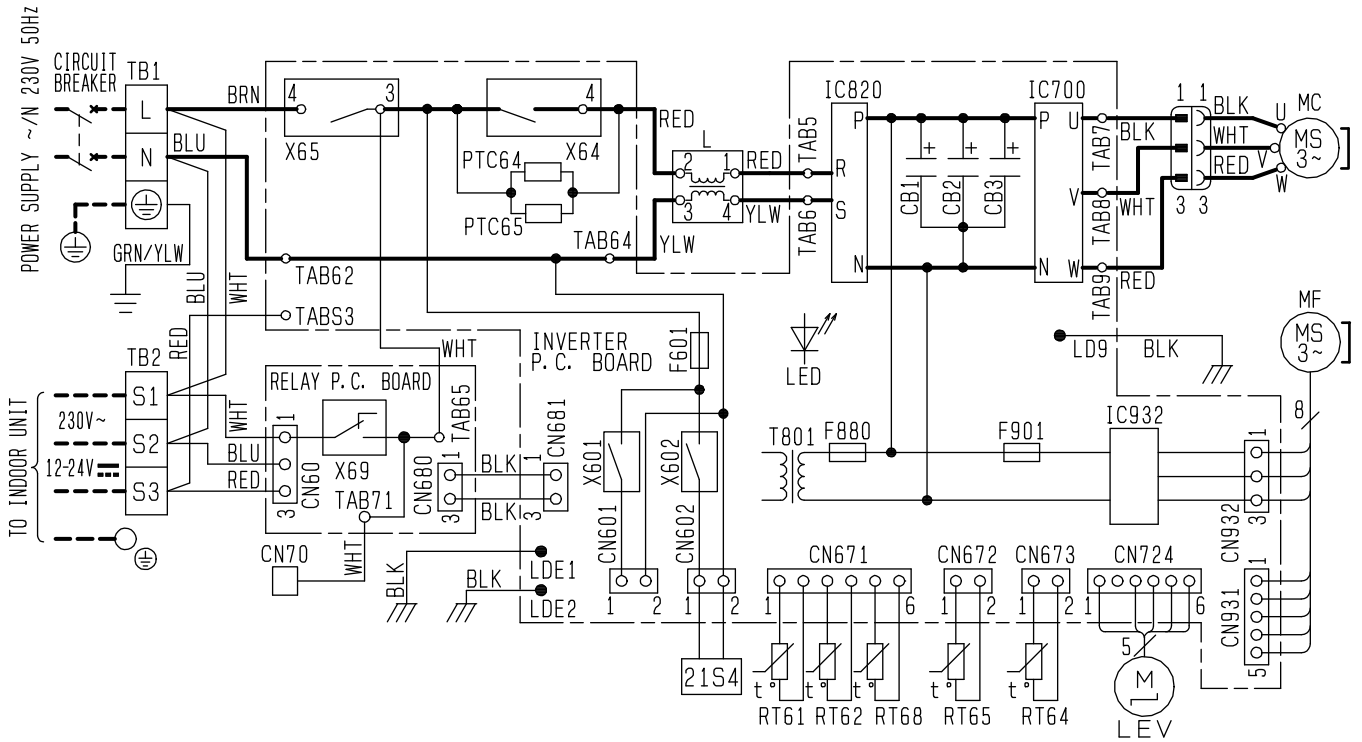 POWER SUPPLY ~/N 230V 50Hz
CIRCUIT
BREAKER
TB1
L
N
BRN
BLU
GRN/YLW
4
3
X65
4
X64
PTC64
PTC65
TAB62
TAB64
TABS3
RED
YLW
L
2
1
3
4
RED
YLW
TAB5
TAB6
IC820
P
R
S
N
CB1
+
CB2
+
CB3
+
IC700
P
U
V
N
W
TAB7
TAB8
TAB9
BLK
WHT
RED
1
1
3
3
BLK
WHT
RED
U
V
W
MC
MS
3~
BLU
WHT
RED
TB2
S1
S2
S3
TO INDOOR UNIT
230V~
12-24V
WHT
BLU
RED
RELAY P.C. BOARD
1
3
CN60
X69
TAB71
TAB65
WHT
CN680
1
3
BLK
BLK
CN681
1
3
CN70
WHT
INVERTER
P.C. BOARD
F601
X601
X602
CN601
CN602
1
2
1
2
21S4
BLK
BLK
LDE1
LDE2
LED
LD9
BLK
T801
F880
F901
IC932
1
3
CN932
CN931
1
5
MF
MS
3~
8
CN671
1
6
CN672
1
2
CN673
1
2
CN724
1
6
t°
t°
t°
t°
t°
RT61
RT62
RT68
RT65
RT64
5
M
LEV